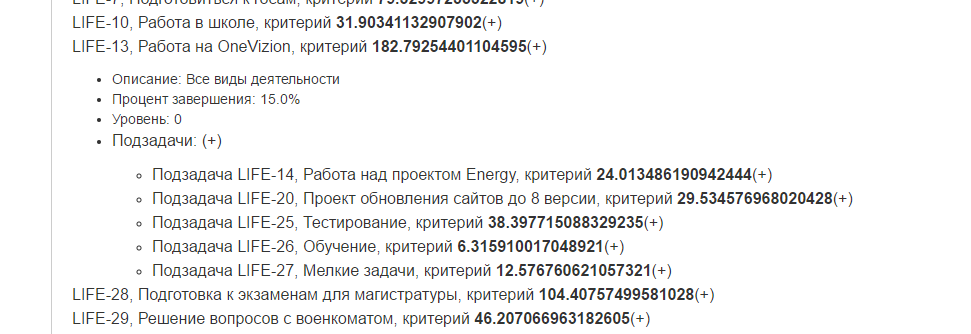 LIFE-10, Работа в школе, критерий 31.90341132907902(+)
LIFE-13, Работа на OneVizion, критерий 182.79254401104595(+)
Описание: Все виды деятельности
Процент завершения: 15.0%
Уровень: 0
Подзадачи: (+)
Подзадача LIFE-14, Работа над проектом Energy, критерий 24.013486190942444(+)
Подзадача LIFE-20, Проект обновления сайтов до 8 версии, критерий 29.534576968020428(+)
Подзадача LIFE-25, Тестирование, критерий 38.397715088329235(+)
Подзадача LIFE-26, Обучение, критерий 6.315910017048921(+)
Подзадача LIFE-27, Мелкие задачи, критерий 12.576760621057321(+)
LIFE-28, Подготовка к экзаменам для магистратуры, критерий 104.40757499581028(+)
LIFE-29, Решение вопросов с военкоматом, критерий 46.207066963182605(+)